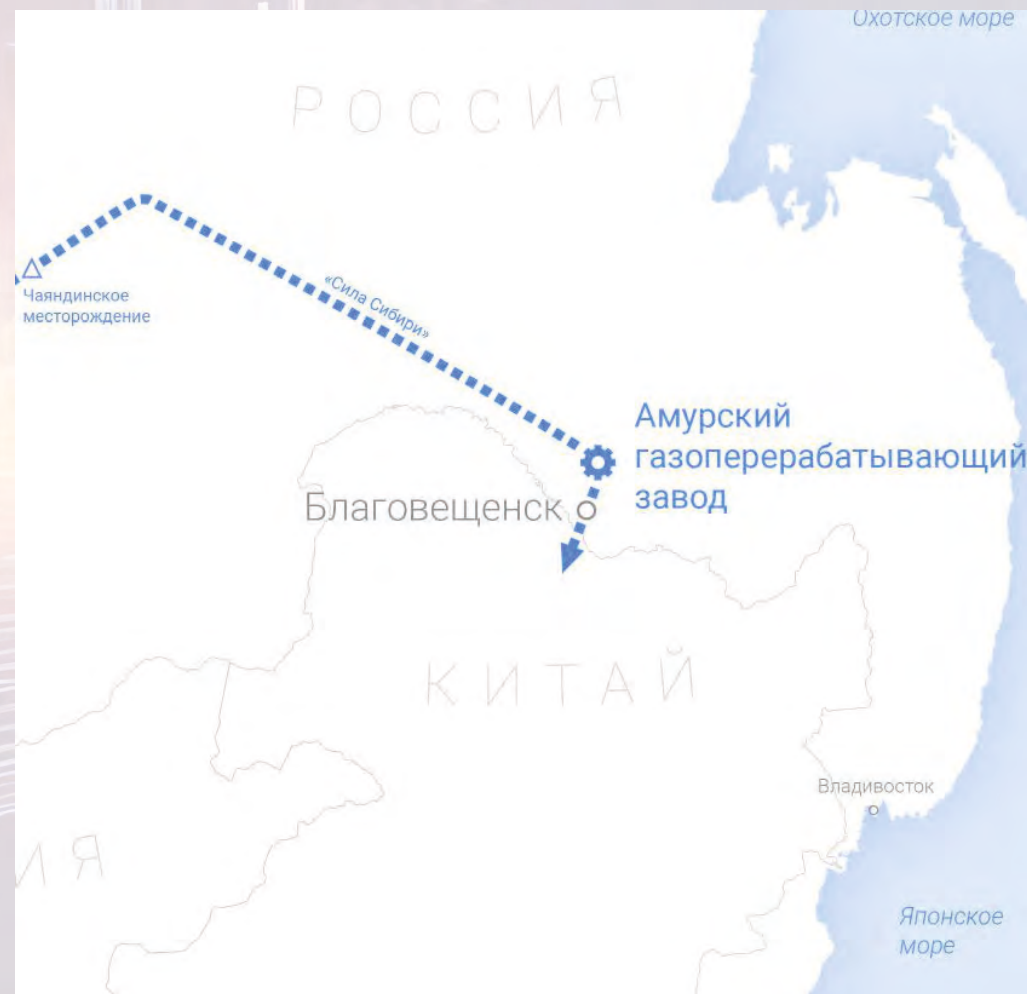 Охотское море
РОССИЯ
Чаяндинское
месторождение
«Сила Сибири»
Амурский
газоперерабатывающий
завод
Благовещенск
КИТАЙ
Владивосток
ИЯ
Японское
море